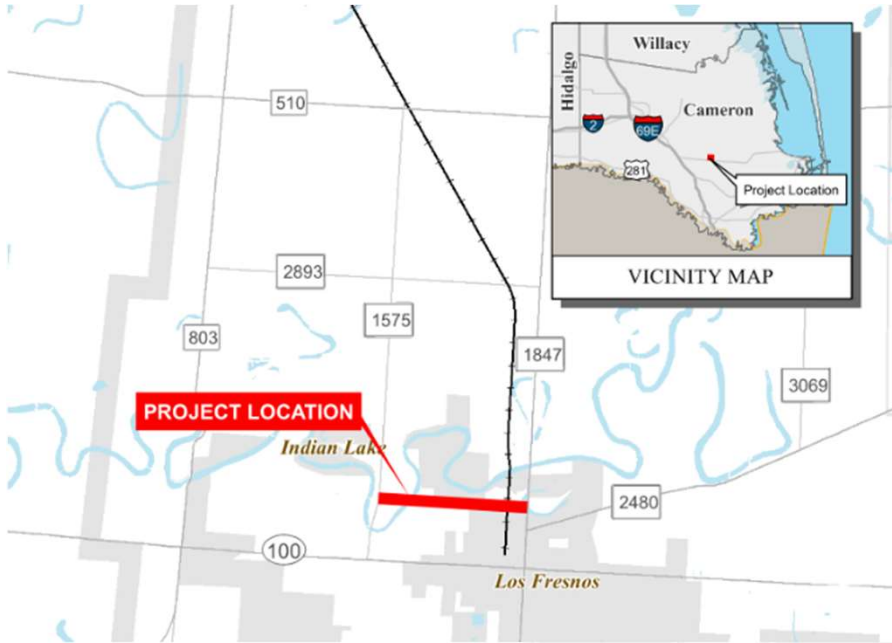 510
2893
1575
803
1847
3069
PROJECT LOCATION
Indian Lake
2480
100
Los Fresnos
Willacy
Hidalgo
Cameron
2
69E
281
Project Location
VICINITY MAP